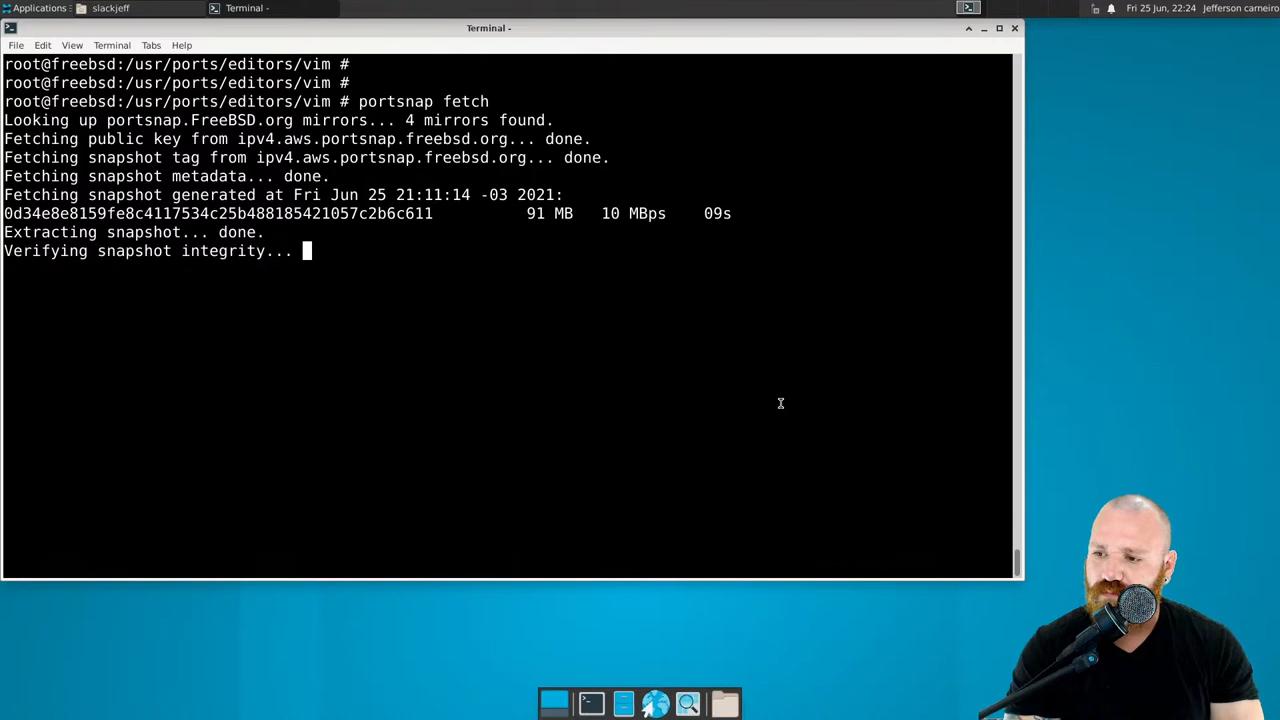 Applications
slackjeff
Terminal -
Fri 25 Jun, 22:24
Jefferson carneiro
Terminal -
File Edit View Terminal Tabs Help
root@freebsd:/usr/ports/editors/vim #
root@freebsd:/usr/ports/editors/vim #
root@freebsd:/usr/ports/editors/vim # portsnap fetch
Looking up portsnap.FreeBSD.org mirrors... 4 mirrors found.
Fetching public key from ipv4.aws.portsnap.freebsd.org... done.
Fetching snapshot tag from ipv4.aws.portsnap.freebsd.org... done.
Fetching snapshot metadata... done.
Fetching snapshot generated at Fri Jun 25 21:11:14 -03 2021:
0d34e8e8159fe8c4117534c25b488185421057c2b6c611 91 MB 10 MBps 09s
Extracting snapshot... done.
Verifying snapshot integrity...